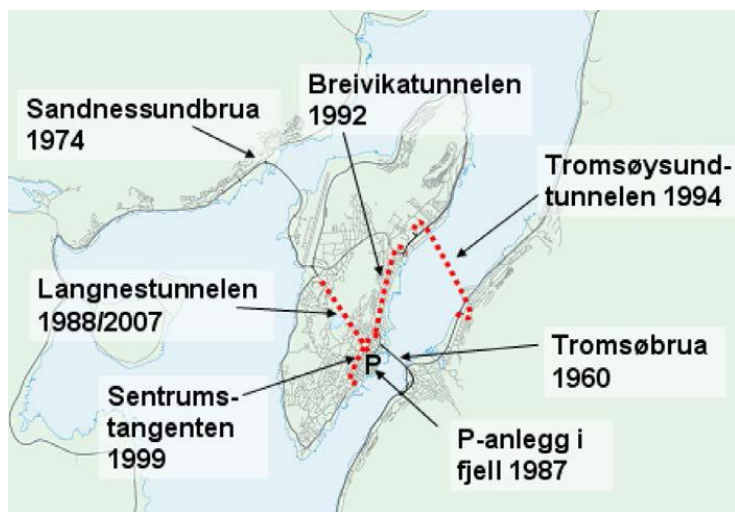 Breivikatunnelen
1992
Sandnessundbrua
1974
Tromsøysund-
tunnelen 1994
Langnestunnelen
1988/2007
Tromsøbrua
1960
P
Sentrums-
tangenten
1999
P-anlegg i
fjell 1987